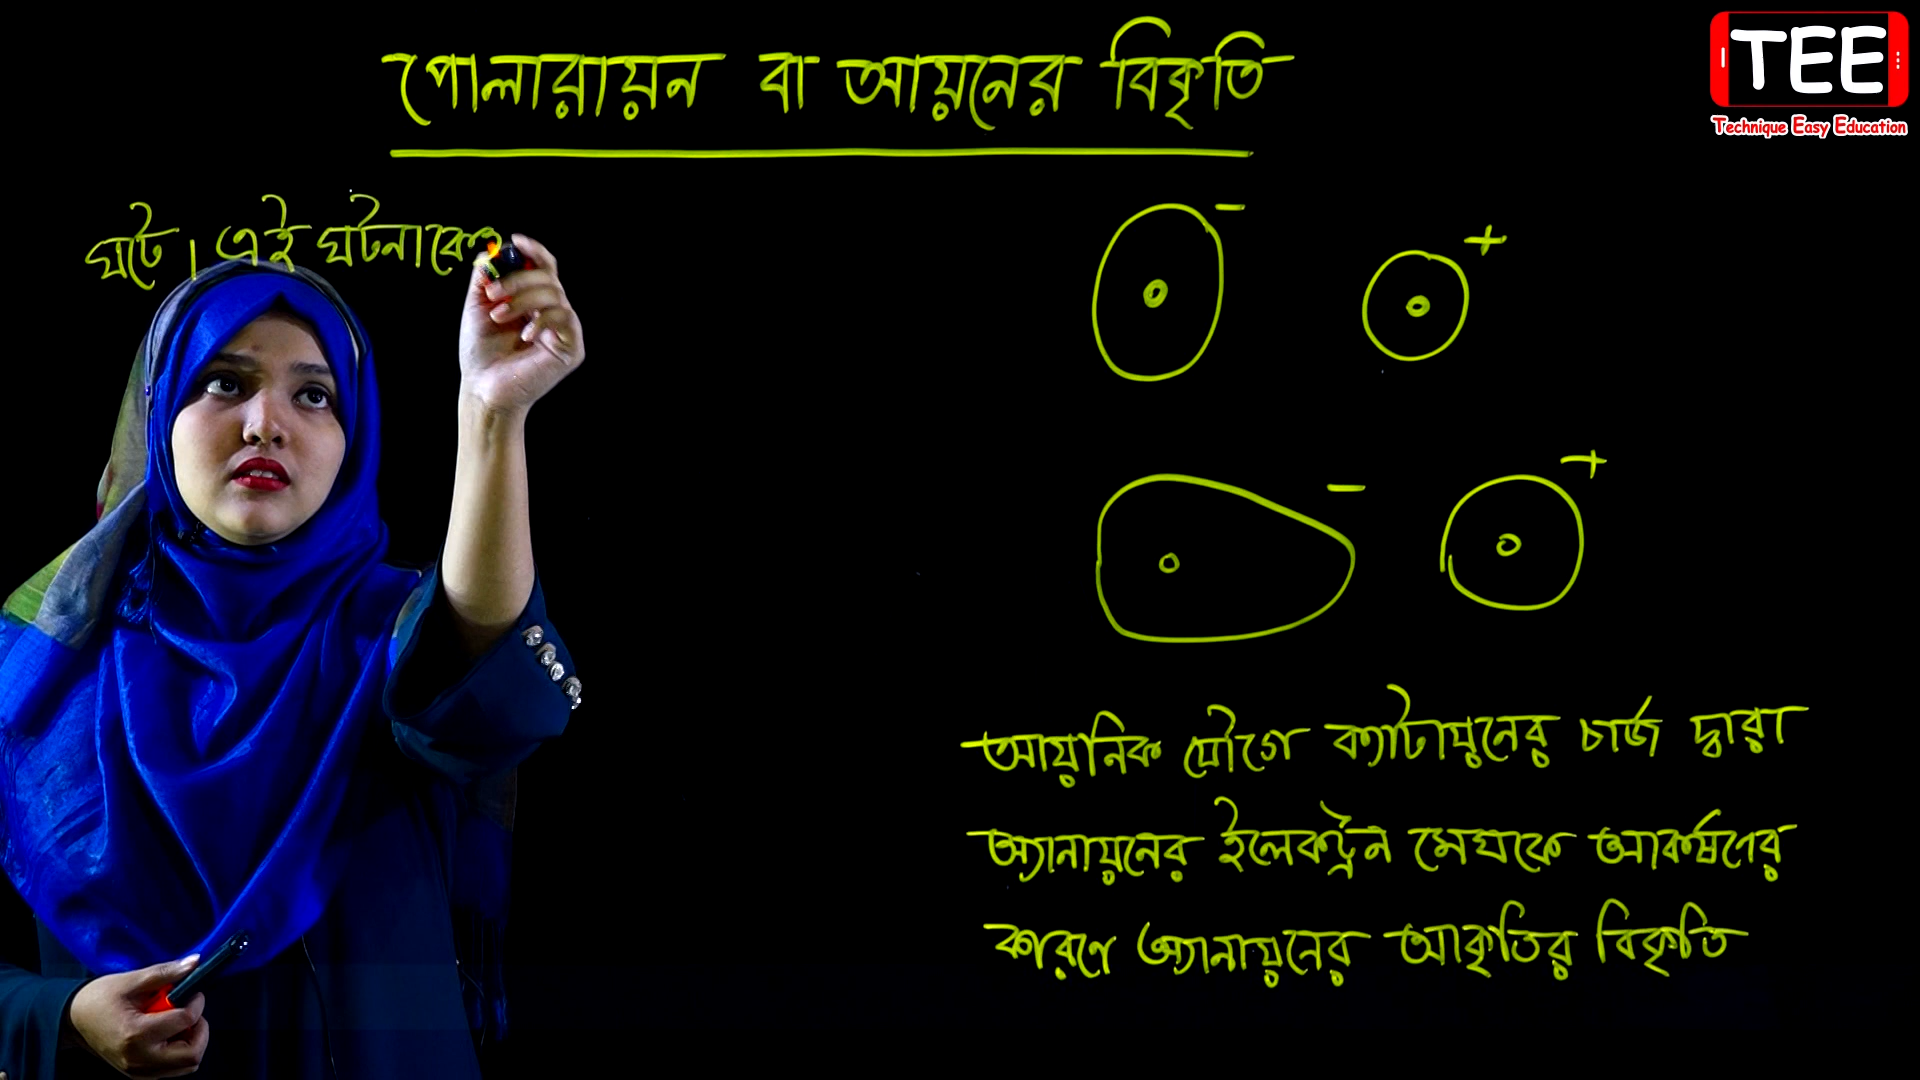 পোলারায়ন বা আয়নের বিকৃতি
TEE
Technique Easy Education
আয়নিক যৌগে ক্যাটায়নের চার্জ দ্বারা
অ্যানায়নের ইলেকট্রন মেঘকে আকর্ষণের
কারণে অ্যানায়নের আকৃতির বিকৃতি
ঘটে। এই ঘটনাকে
-
+
-
+